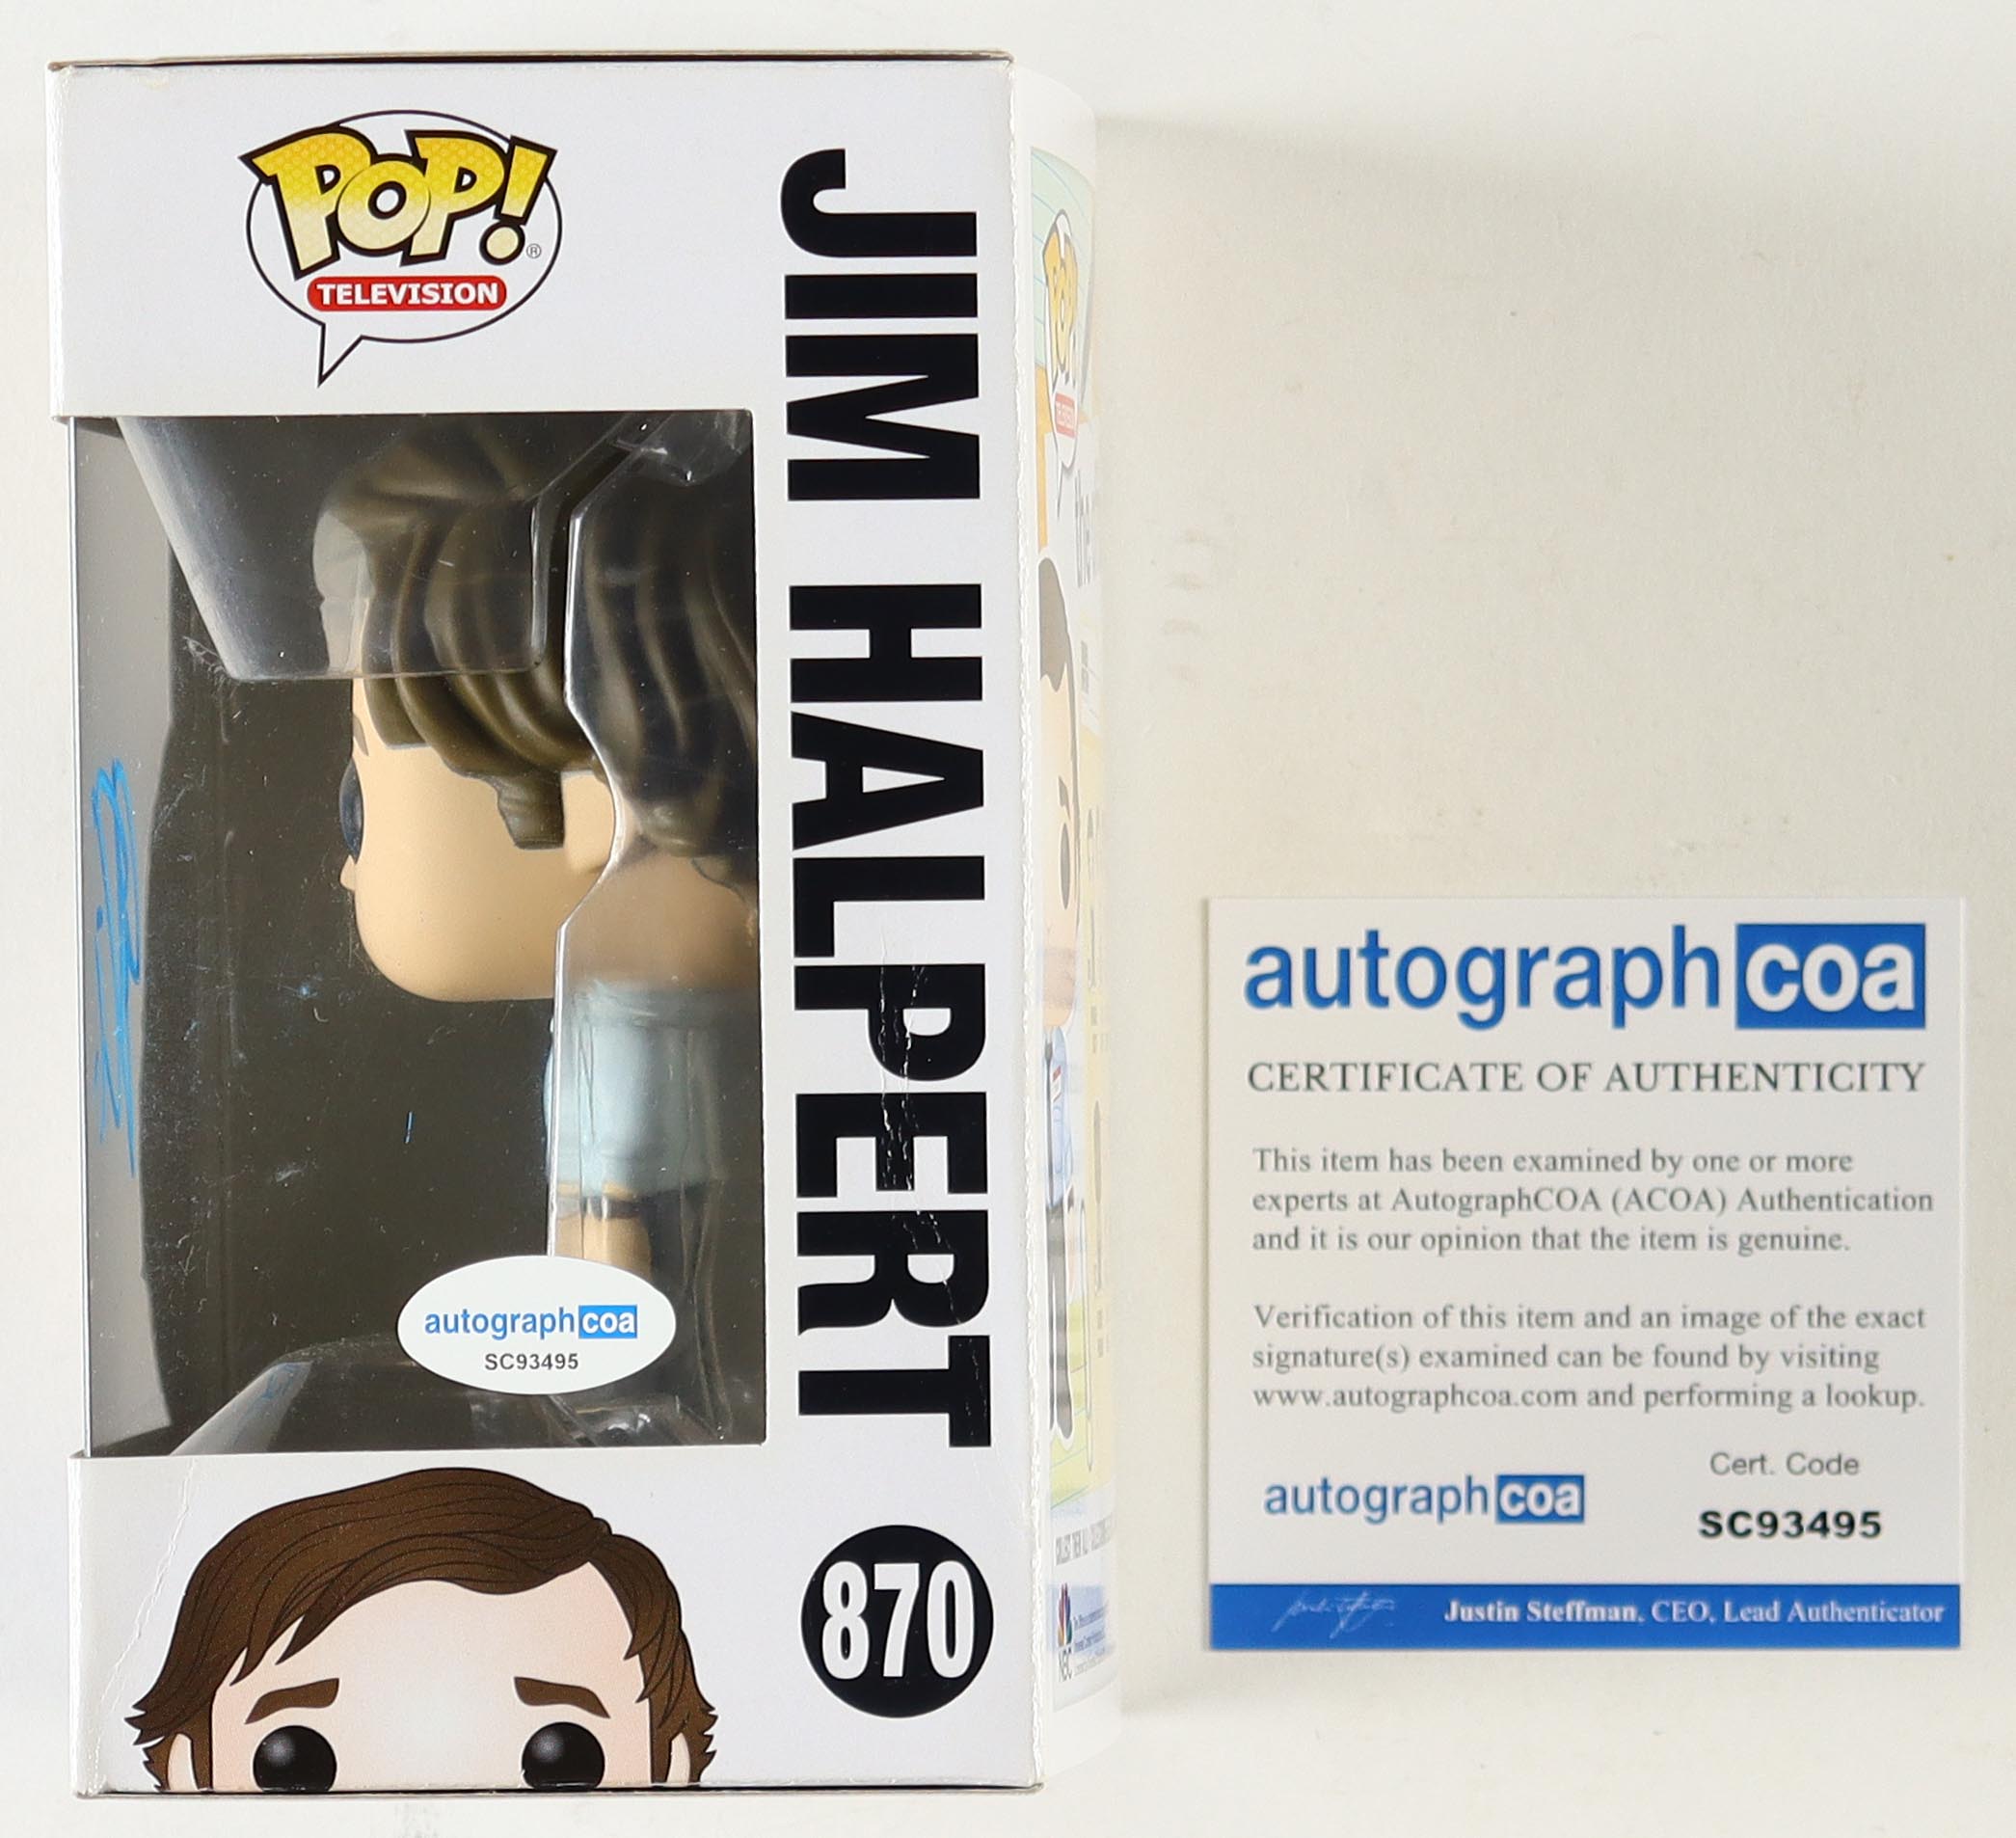 POP!
®
TELEVISION
JIM HALPERT
autographcoa
SC93495
870
NBC
autographcoa
CERTIFICATE OF AUTHENTICITY
This item has been examined by one or more
experts at AutographCOA (ACOA) Authentication
and it is our opinion that the item is genuine.
Verification of this item and an image of the exact
signature(s) examined can be found by visiting
www.autographcoa.com and performing a lookup.
autographcoa
Cert. Code
SC93495
Justin Steffman, CEO, Lead Authenticator